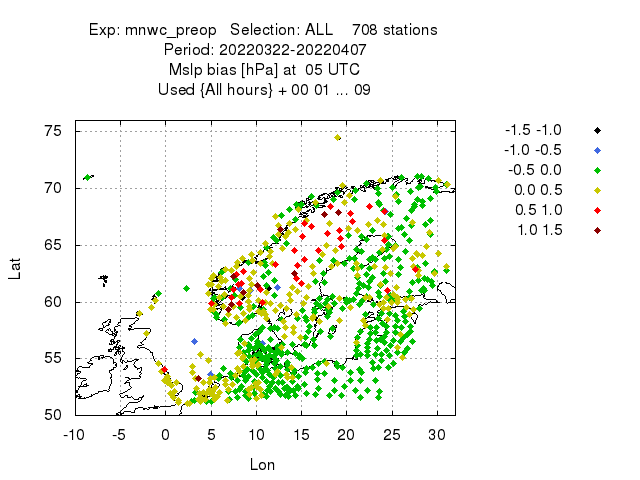 Exp: mnwc_preop Selection: ALL 708 stations
Period: 20220322-20220407
Mslp bias [hPa] at 05 UTC
Used {All hours} + 00 01 ... 09
75
70
65
60
55
50
Lat
-10 -5 0 5 10 15 20 25 30
Lon
-1.5 -1.0
-1.0 -0.5
-0.5 0.0
0.0 0.5
0.5 1.0
1.0 1.5